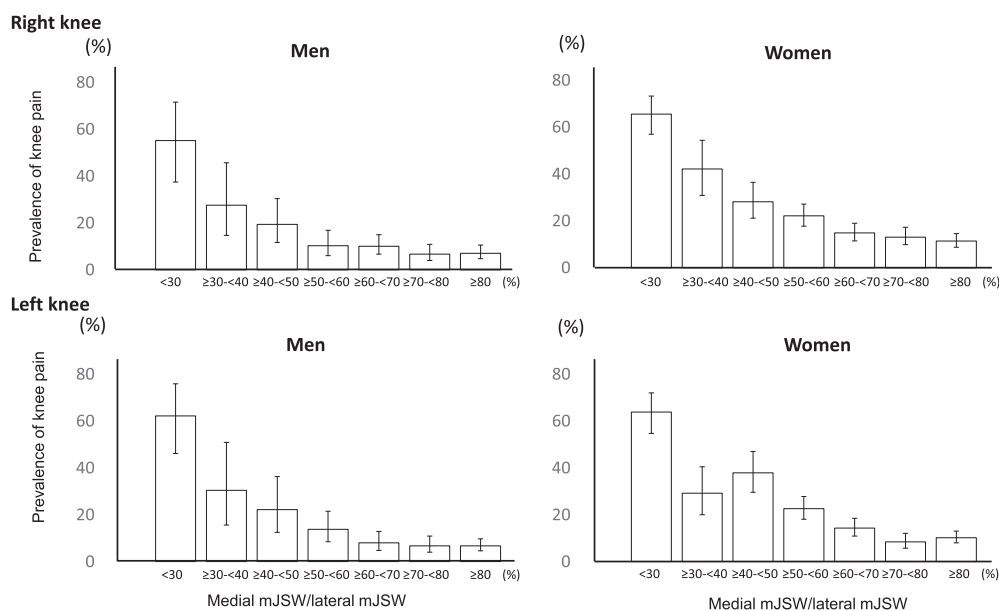 Right knee
(%)
Men
Prevalence of knee pain
80
60
40
20
0
<30 ≥30-<40 ≥40-<50 ≥50-<60 ≥60-<70 ≥70-<80 ≥80 (%)
(%)
Women
80
60
40
20
0
<30 ≥30-<40 ≥40-<50 ≥50-<60 ≥60-<70 ≥70-<80 ≥80 (%)
Left knee
(%)
Men
Prevalence of knee pain
80
60
40
20
0
<30 ≥30-<40 ≥40-<50 ≥50-<60 ≥60-<70 ≥70-<80 ≥80 (%)
Medial mJSW/lateral mJSW
(%)
Women
80
60
40
20
0
<30 ≥30-<40 ≥40-<50 ≥50-<60 ≥60-<70 ≥70-<80 ≥80 (%)
Medial mJSW/lateral mJSW